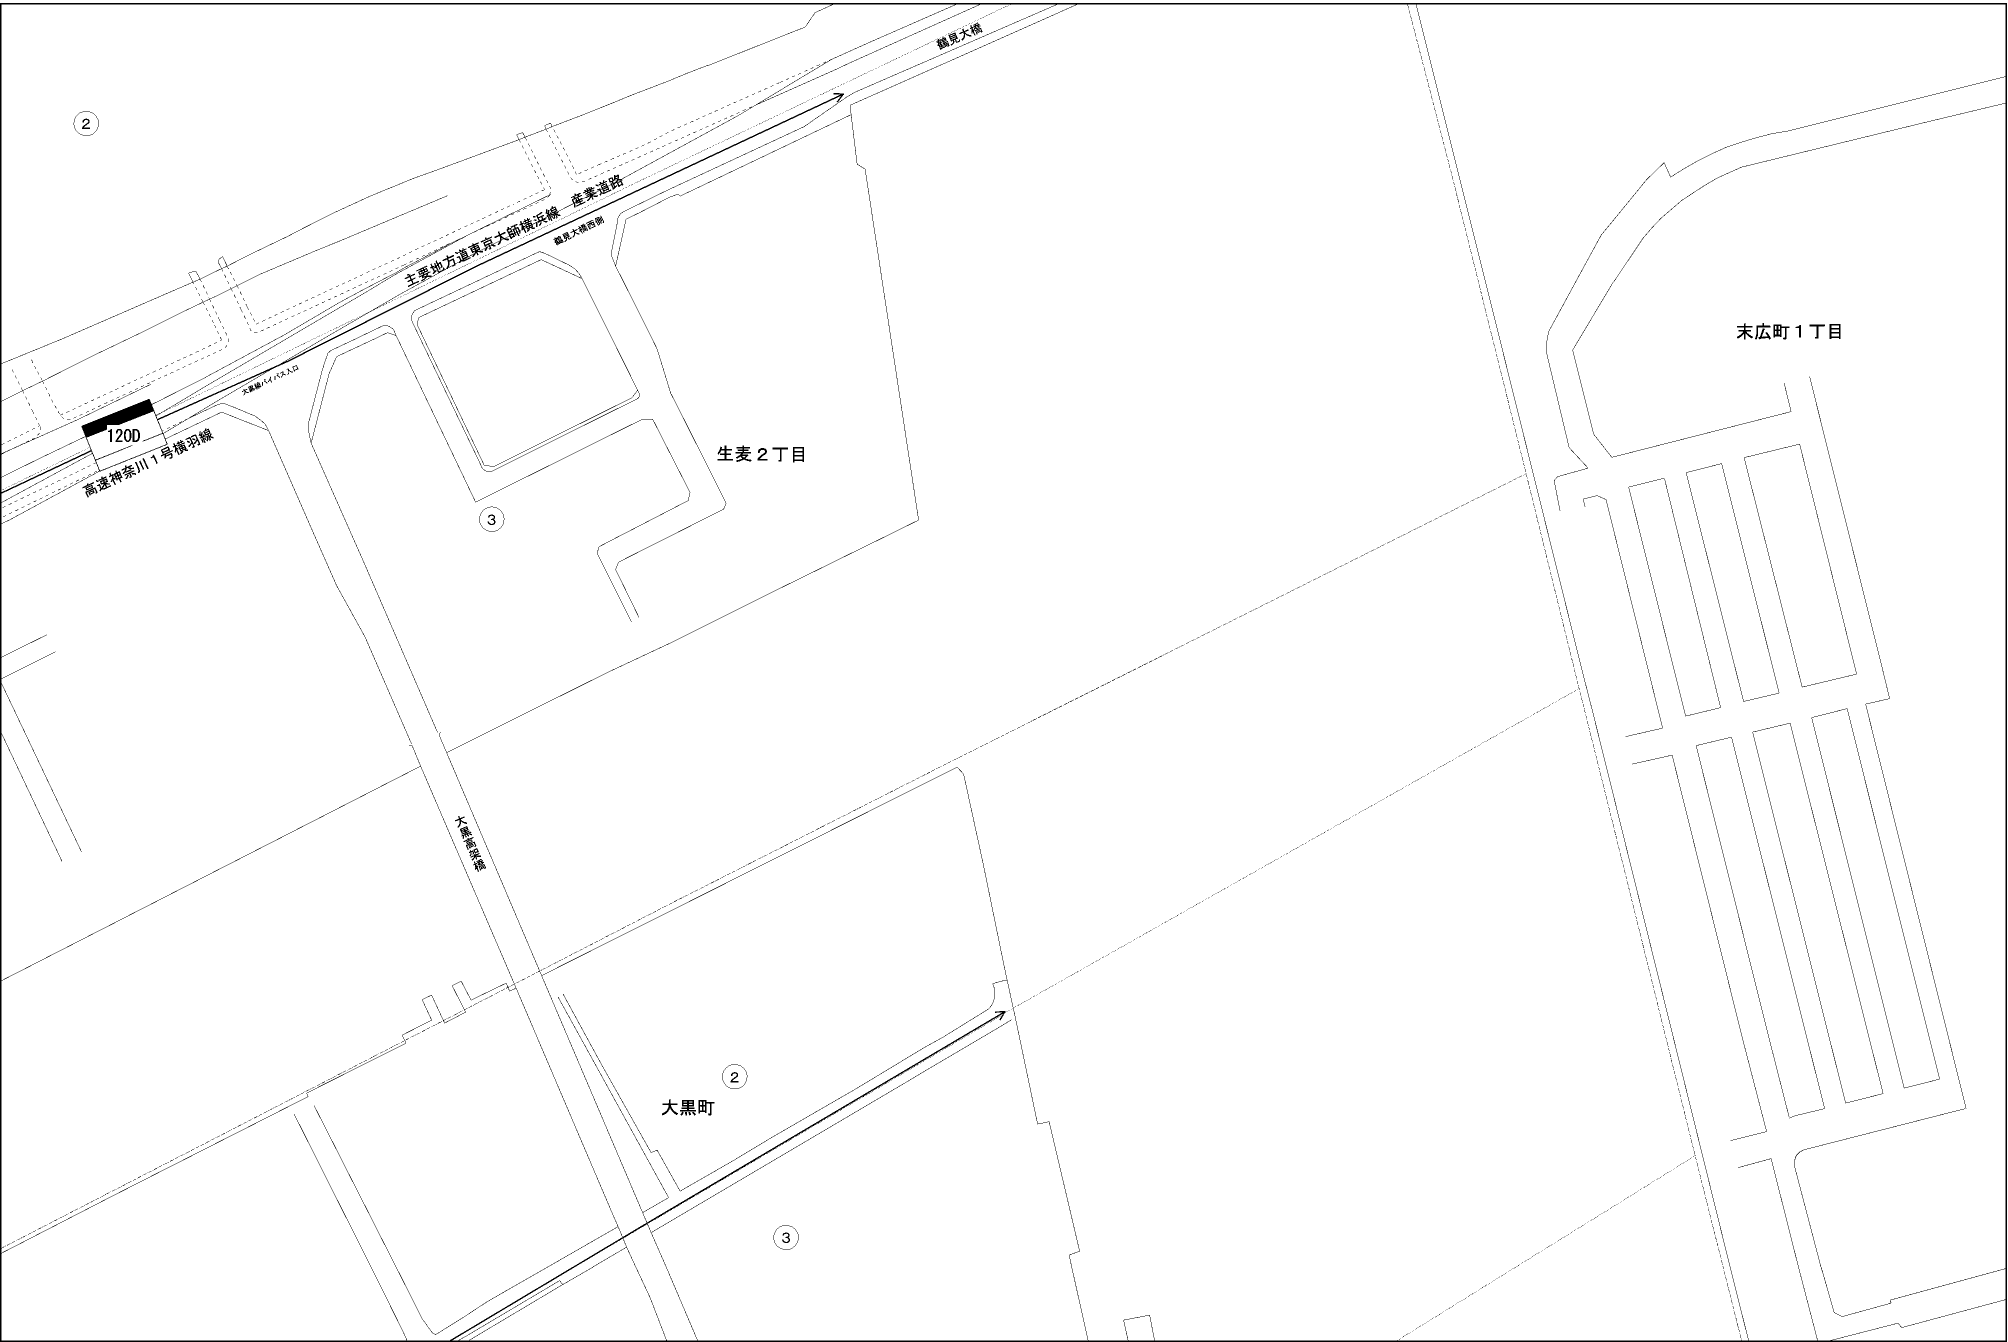 鶴見大橋
②
主要地方道東京大師横浜線　産業道路
鶴見大橋西側
末広町１丁目
大黒線バイパス入口
120D
高速神奈川１号横羽線
生麦２丁目
③
大黒高架橋
②
大黒町
③